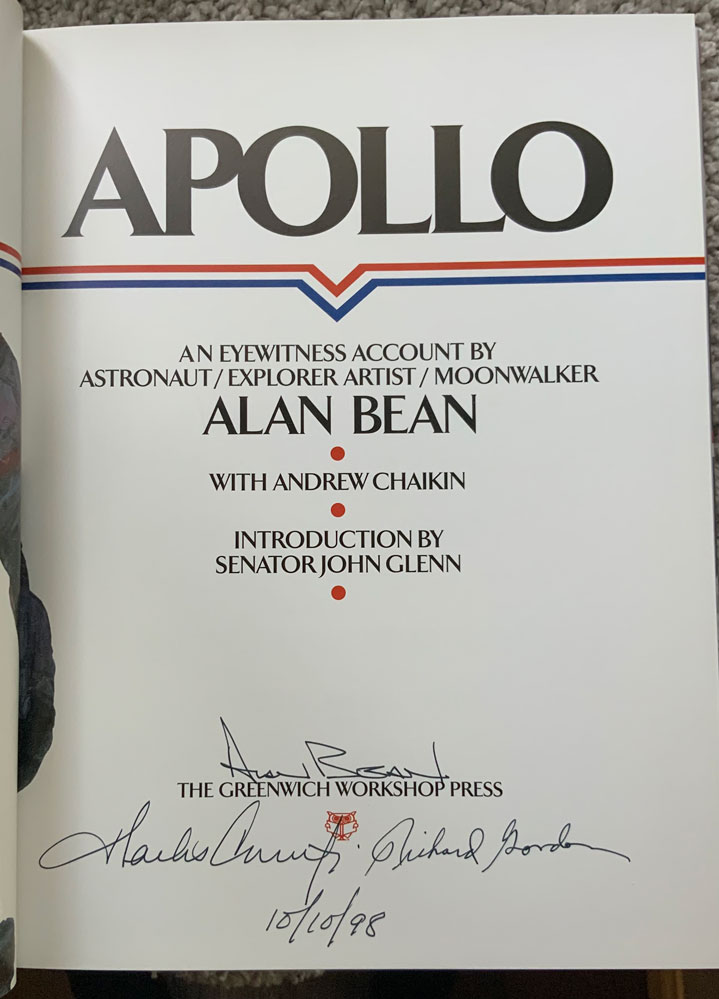 APOLLO
AN EYEWITNESS ACCOUNT BY
ASTRONAUT / EXPLORER ARTIST / MOONWALKER
ALAN BEAN
WITH ANDREW CHAIKIN
INTRODUCTION BY
SENATOR JOHN GLENN
Alan Bean
THE GREENWICH WORKSHOP PRESS
Charles Conrad Jr. Richard Gordon
10/10/98